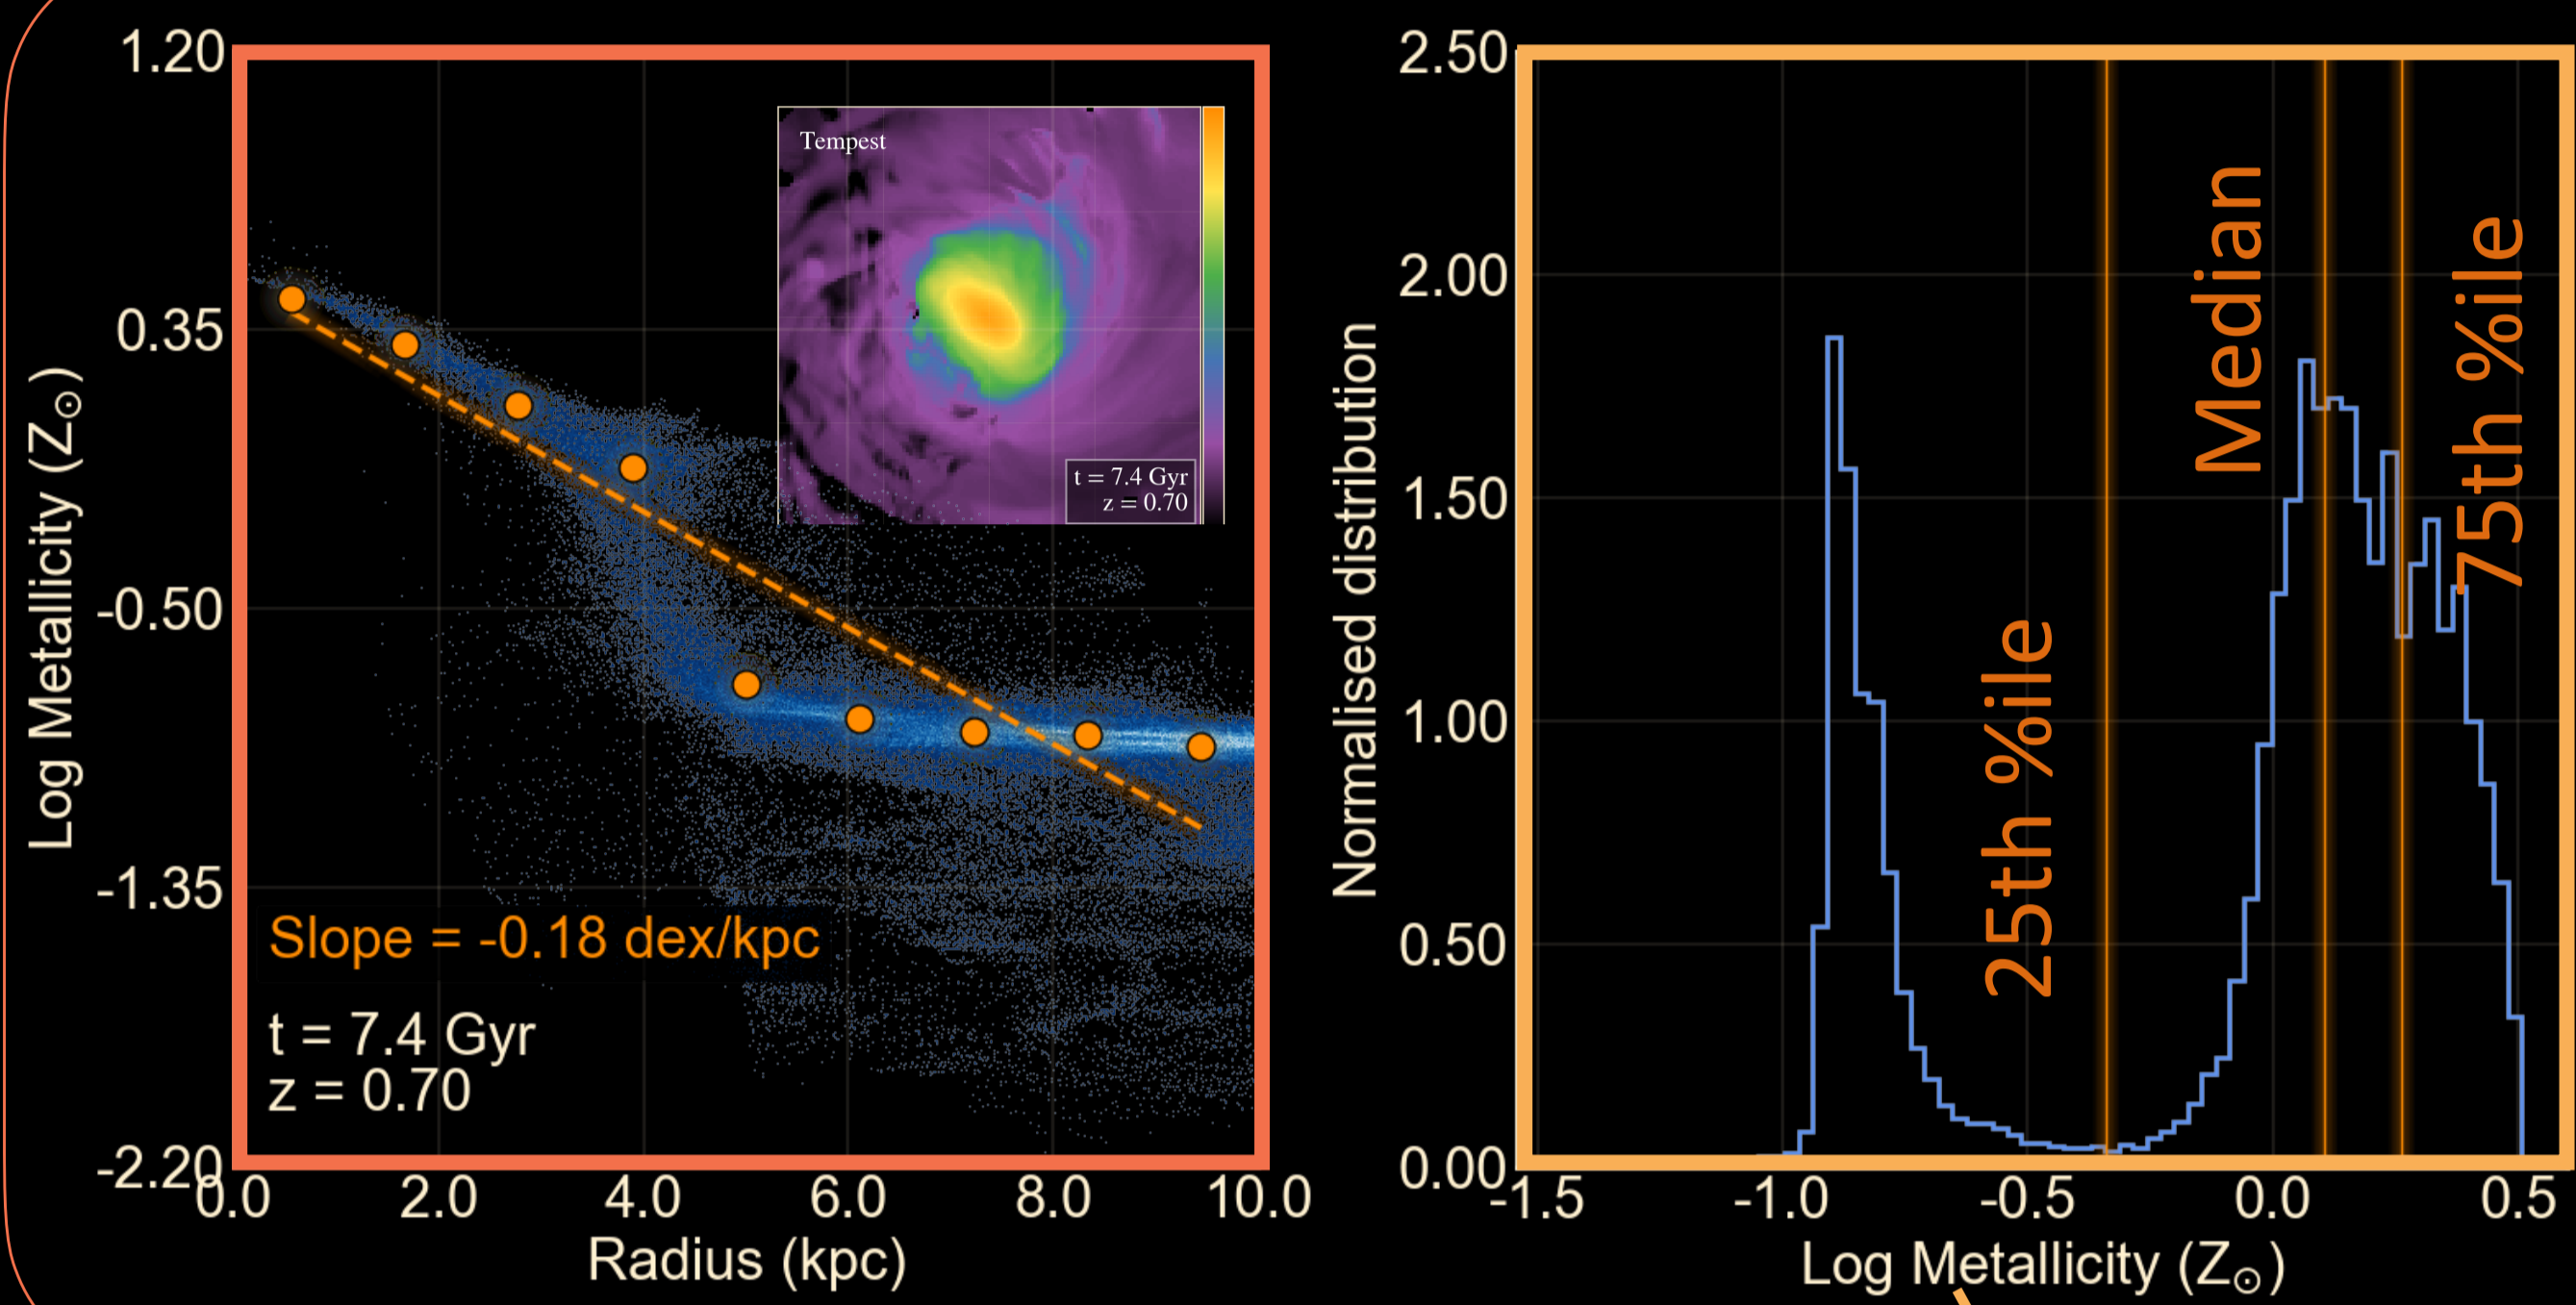 1.20
0.35
-0.50
-1.35
-2.20
Log Metallicity (Z☉)
Tempest
t = 7.4 Gyr
z = 0.70
Slope = -0.18 dex/kpc
t = 7.4 Gyr
z = 0.70
0.0 2.0 4.0 6.0 8.0 10.0
Radius (kpc)
2.50
2.00
1.50
1.00
0.50
0.00
Normalised distribution
25th %ile
Median
75th %ile
-1.5 -1.0 -0.5 0.0 0.5
Log Metallicity (Z☉)